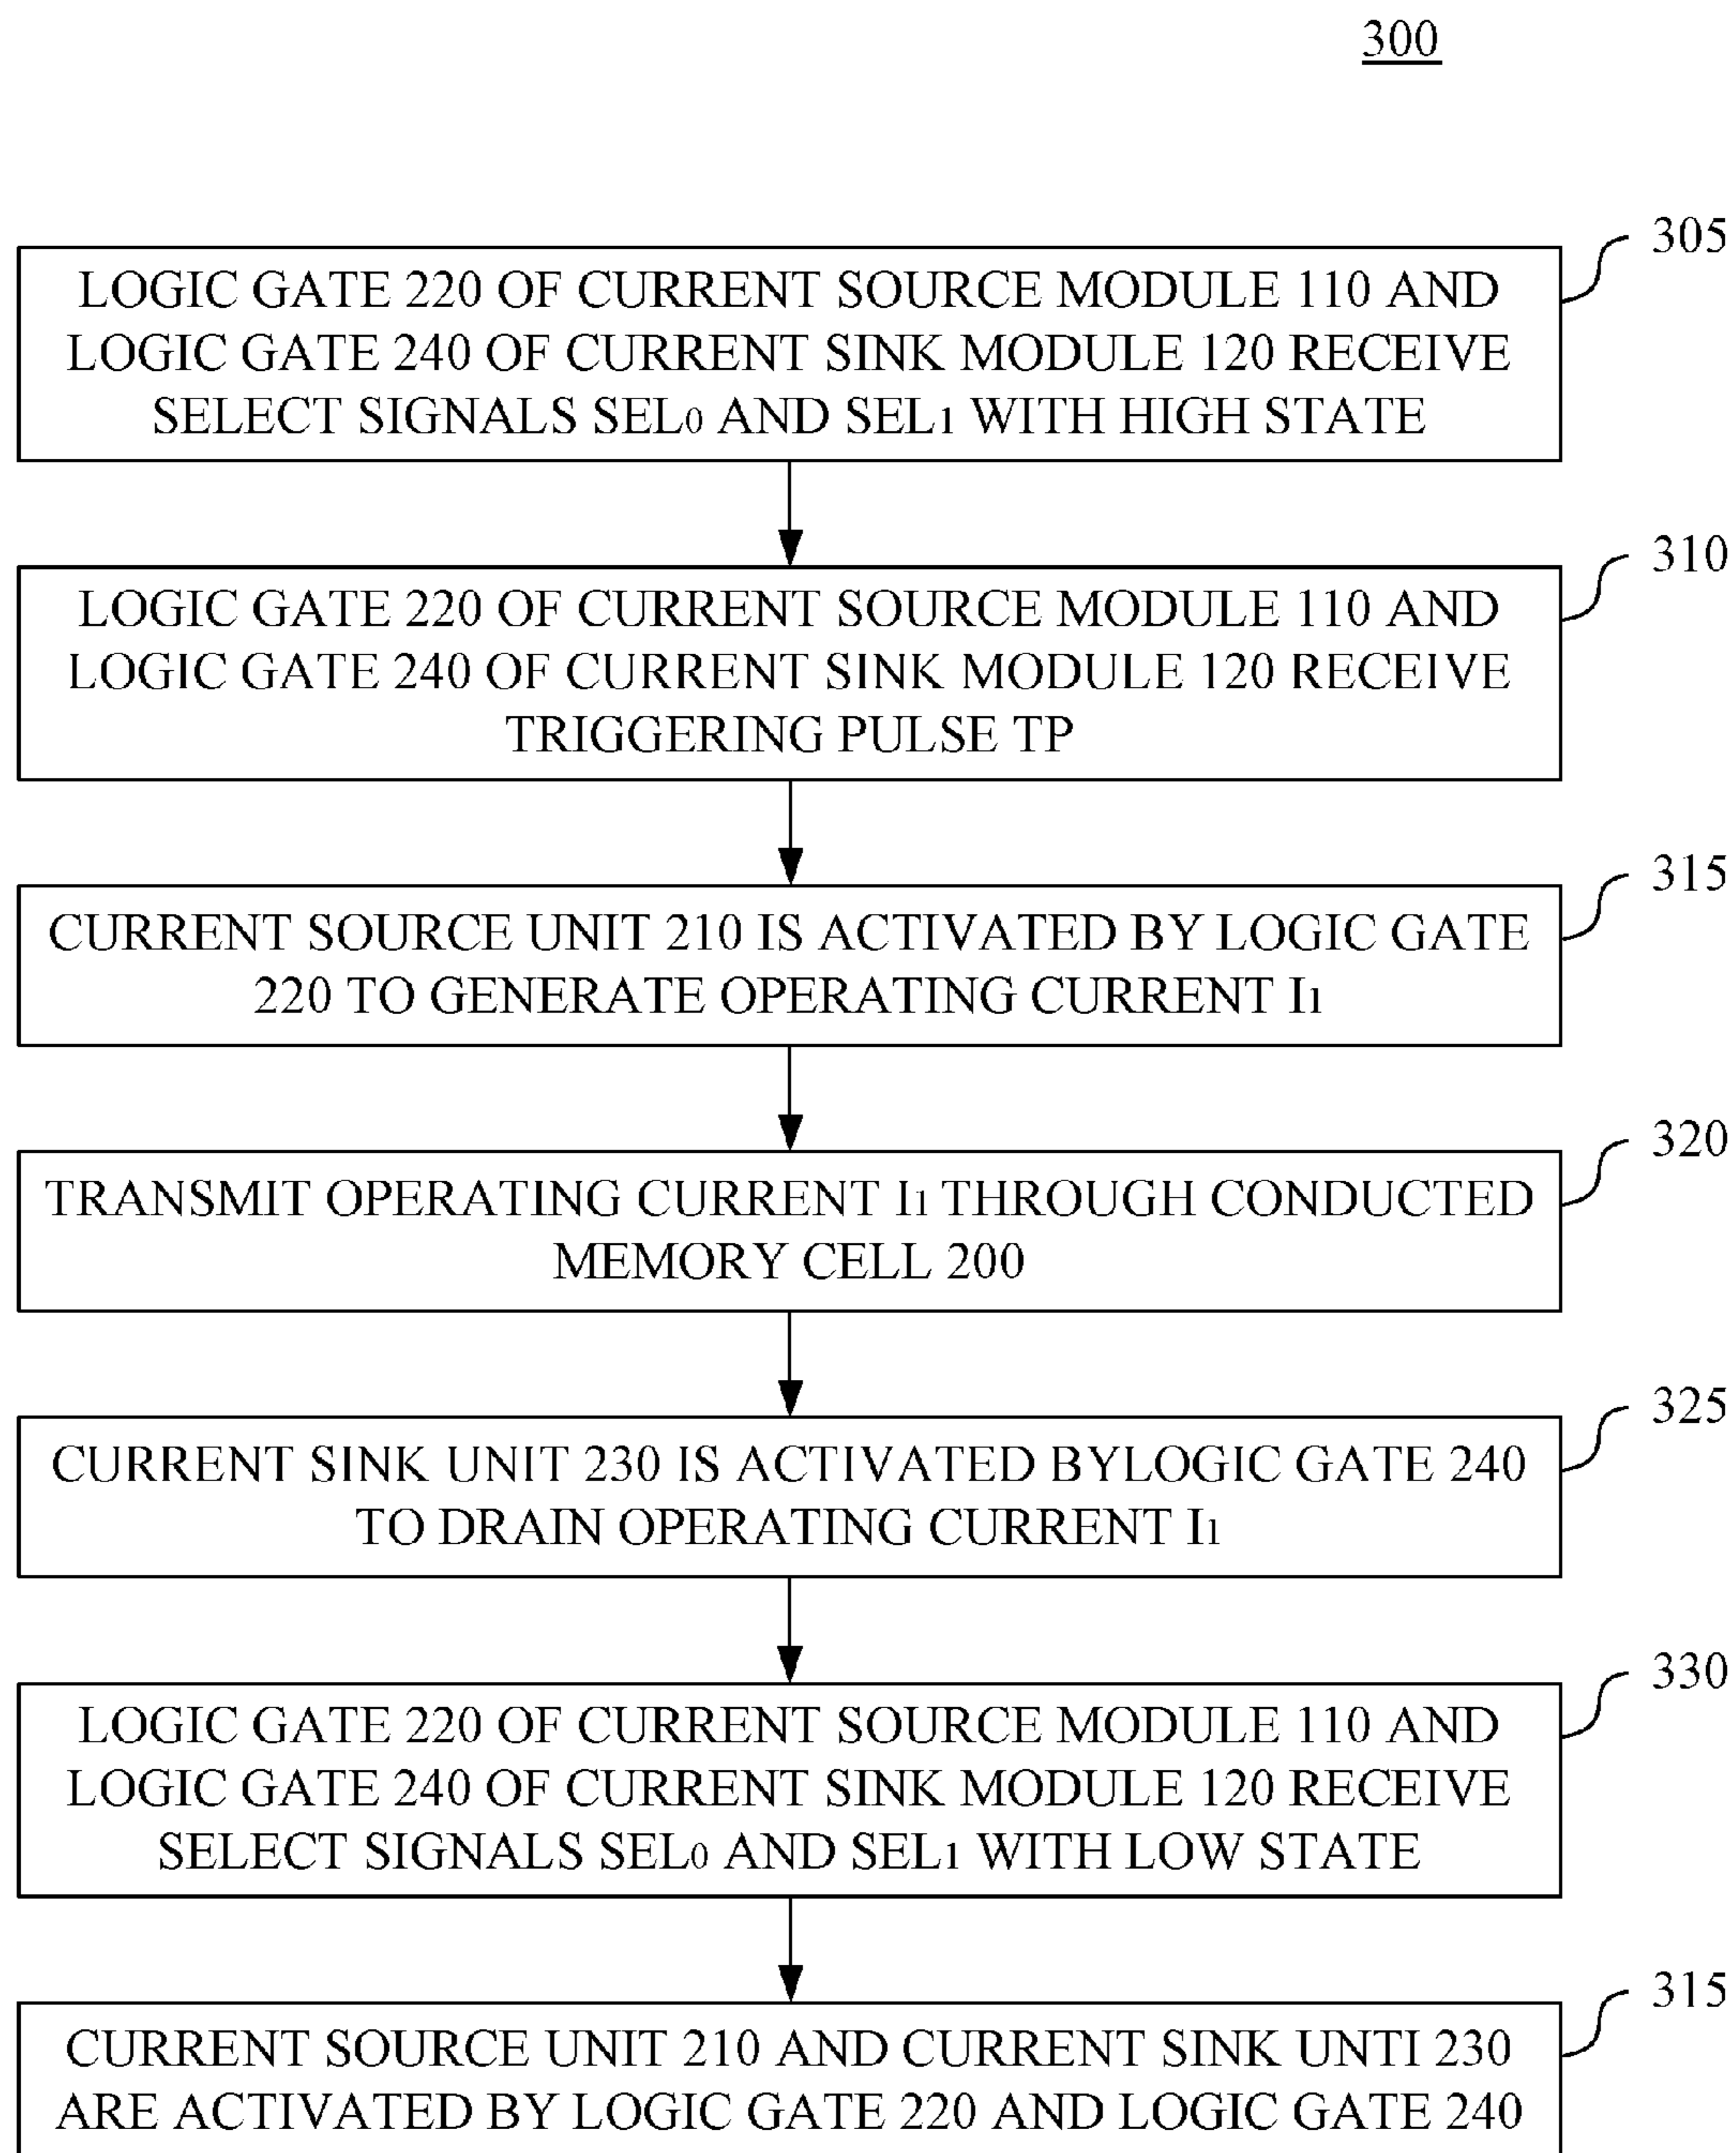 300
305
LOGIC GATE 220 OF CURRENT SOURCE MODULE 110 AND
LOGIC GATE 240 OF CURRENT SINK MODULE 120 RECEIVE
SELECT SIGNALS SEL0 AND SEL1 WITH HIGH STATE
310
LOGIC GATE 220 OF CURRENT SOURCE MODULE 110 AND
LOGIC GATE 240 OF CURRENT SINK MODULE 120 RECEIVE
TRIGGERING PULSE TP
315
CURRENT SOURCE UNIT 210 IS ACTIVATED BY LOGIC GATE
220 TO GENERATE OPERATING CURRENT I1
320
TRANSMIT OPERATING CURRENT I1 THROUGH CONDUCTED
MEMORY CELL 200
325
CURRENT SINK UNIT 230 IS ACTIVATED BYLOGIC GATE 240
TO DRAIN OPERATING CURRENT I1
330
LOGIC GATE 220 OF CURRENT SOURCE MODULE 110 AND
LOGIC GATE 240 OF CURRENT SINK MODULE 120 RECEIVE
SELECT SIGNALS SEL0 AND SEL1 WITH LOW STATE
315
CURRENT SOURCE UNIT 210 AND CURRENT SINK UNTI 230
ARE ACTIVATED BY LOGIC GATE 220 AND LOGIC GATE 240